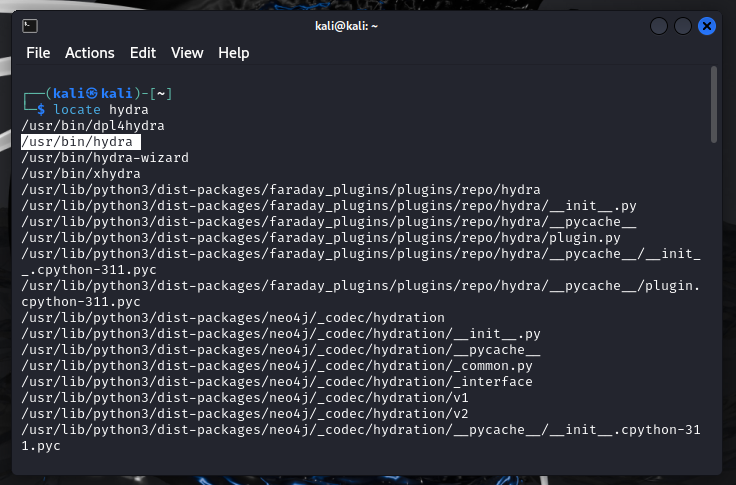 kali@kali: ~
File Actions Edit View Help
┌──(kali㉿kali)-[~]
└─$ locate hydra
/usr/bin/dpl4hydra
/usr/bin/hydra
/usr/bin/hydra-wizard
/usr/bin/xhydra
/usr/lib/python3/dist-packages/faraday_plugins/plugins/repo/hydra
/usr/lib/python3/dist-packages/faraday_plugins/plugins/repo/hydra/__init__.py
/usr/lib/python3/dist-packages/faraday_plugins/plugins/repo/hydra/__pycache__
/usr/lib/python3/dist-packages/faraday_plugins/plugins/repo/hydra/plugin.py
/usr/lib/python3/dist-packages/faraday_plugins/plugins/repo/hydra/__pycache__/__init_
_.cpython-311.pyc
/usr/lib/python3/dist-packages/faraday_plugins/plugins/repo/hydra/__pycache__/plugin.
cpython-311.pyc
/usr/lib/python3/dist-packages/neo4j/_codec/hydration
/usr/lib/python3/dist-packages/neo4j/_codec/hydration/__init__.py
/usr/lib/python3/dist-packages/neo4j/_codec/hydration/__pycache__
/usr/lib/python3/dist-packages/neo4j/_codec/hydration/_common.py
/usr/lib/python3/dist-packages/neo4j/_codec/hydration/_interface
/usr/lib/python3/dist-packages/neo4j/_codec/hydration/v1
/usr/lib/python3/dist-packages/neo4j/_codec/hydration/v2
/usr/lib/python3/dist-packages/neo4j/_codec/hydration/__pycache__/__init__.cpython-31
1.pyc